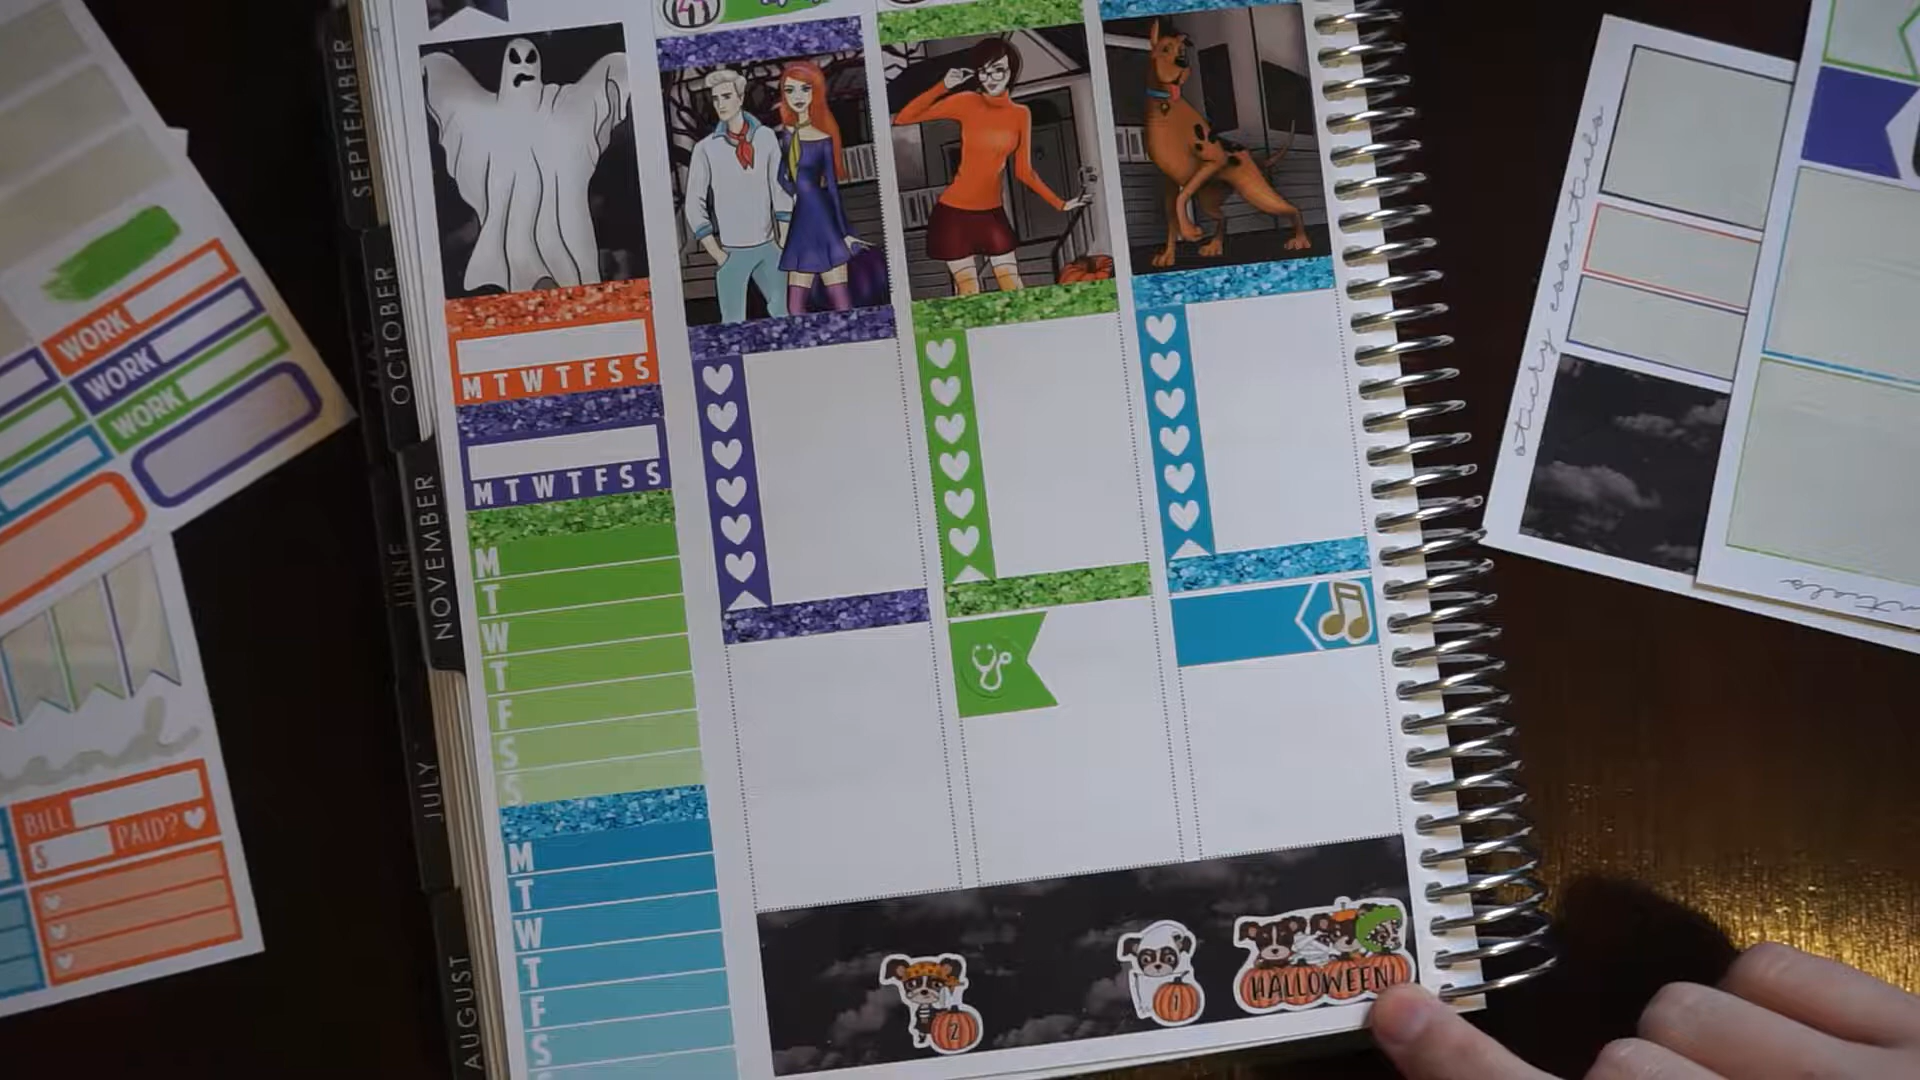 SEPTEMBER
OCTOBER
MAY
NOVEMBER
JUNE
JULY
AUGUST
WORK
WORK
WORK
BILL
$
PAID?
M T W T F S S
M T W T F S S
M
T
W
T
F
S
S
M
T
W
T
F
S
2
1
HALLOWEEN!